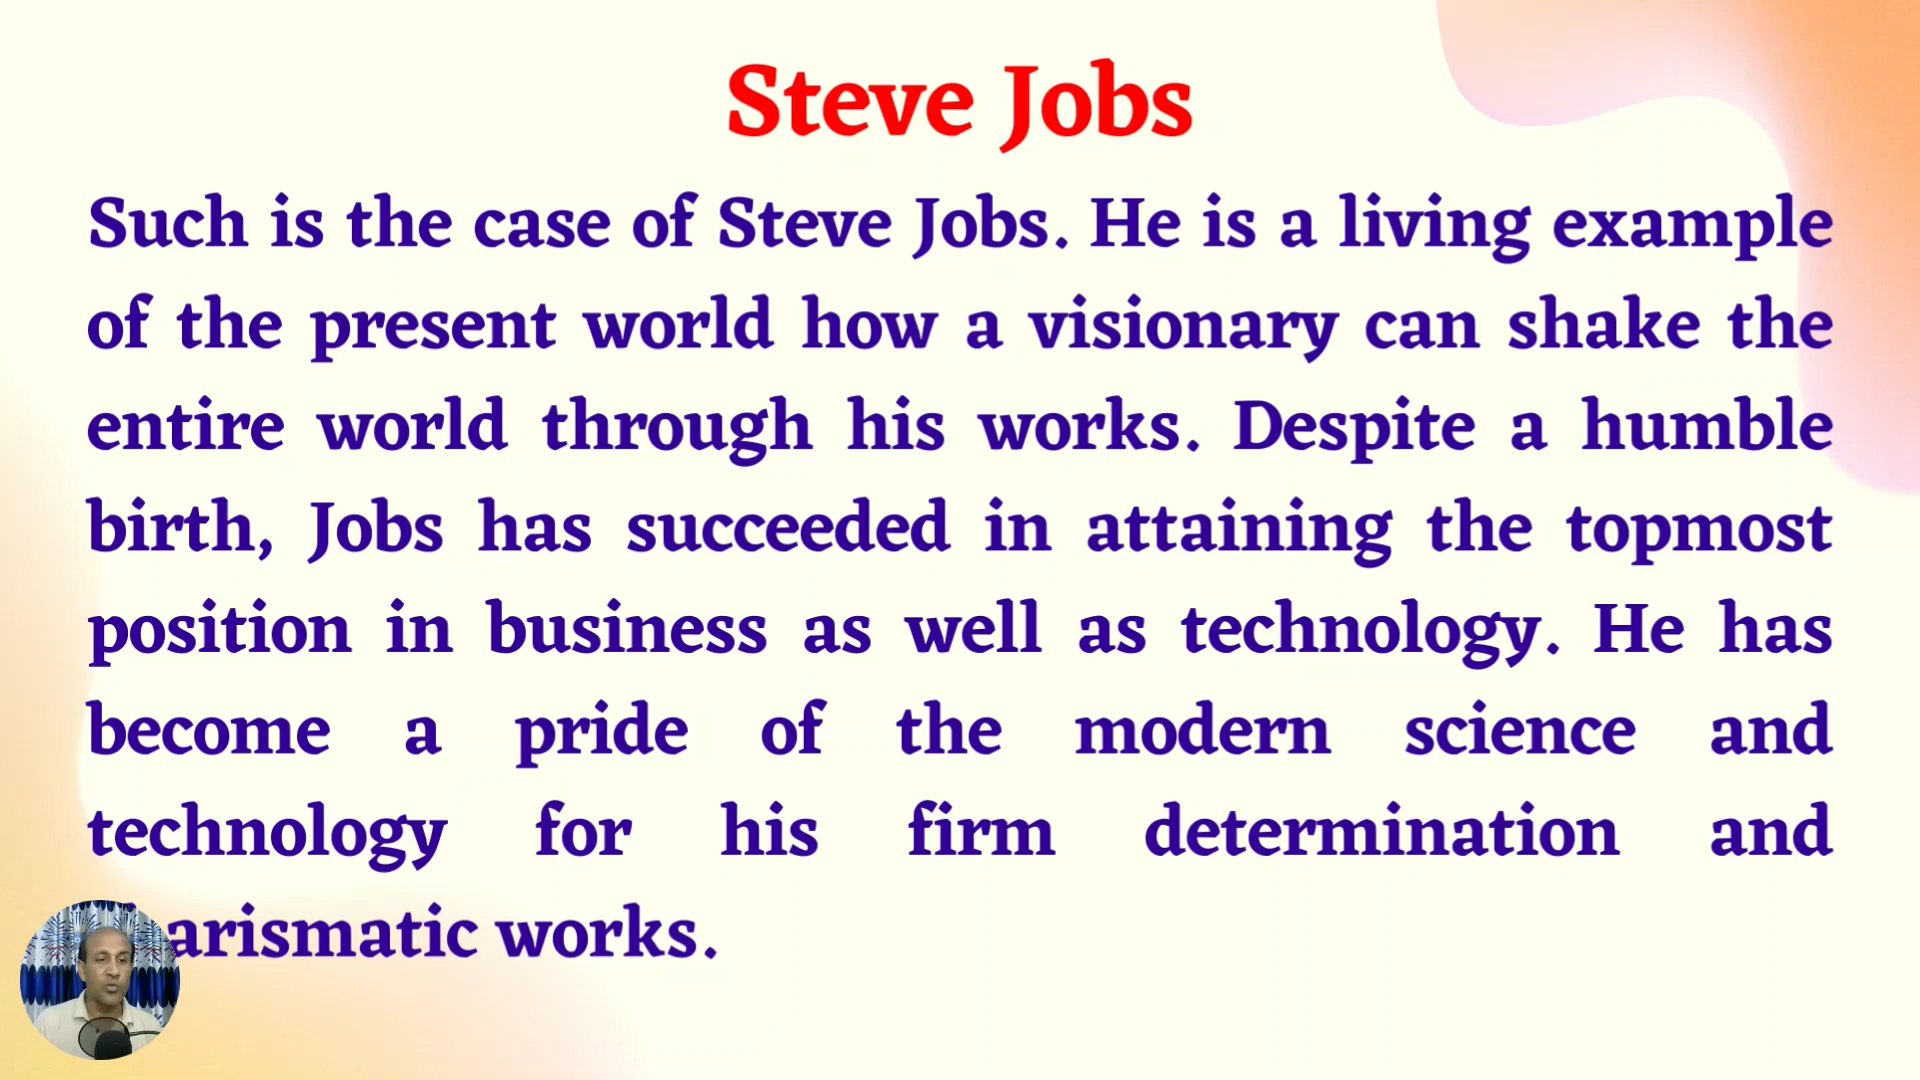 Steve Jobs
Such is the case of Steve Jobs. He is a living example
of the present world how a visionary can shake the
entire world through his works. Despite a humble
birth, Jobs has succeeded in attaining the topmost
position in business as well as technology. He has
become a pride of the modern science and
technology for his firm determination and
arismatic works.